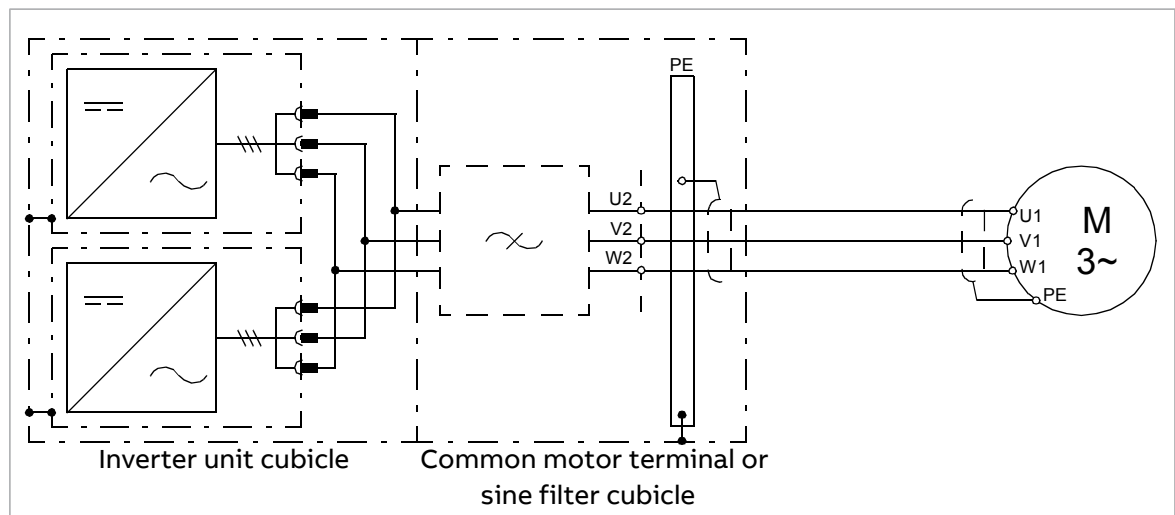 PE
U2
V2
W2
U1
V1
W1
PE
M
3~
Inverter unit cubicle
Common motor terminal or
sine filter cubicle